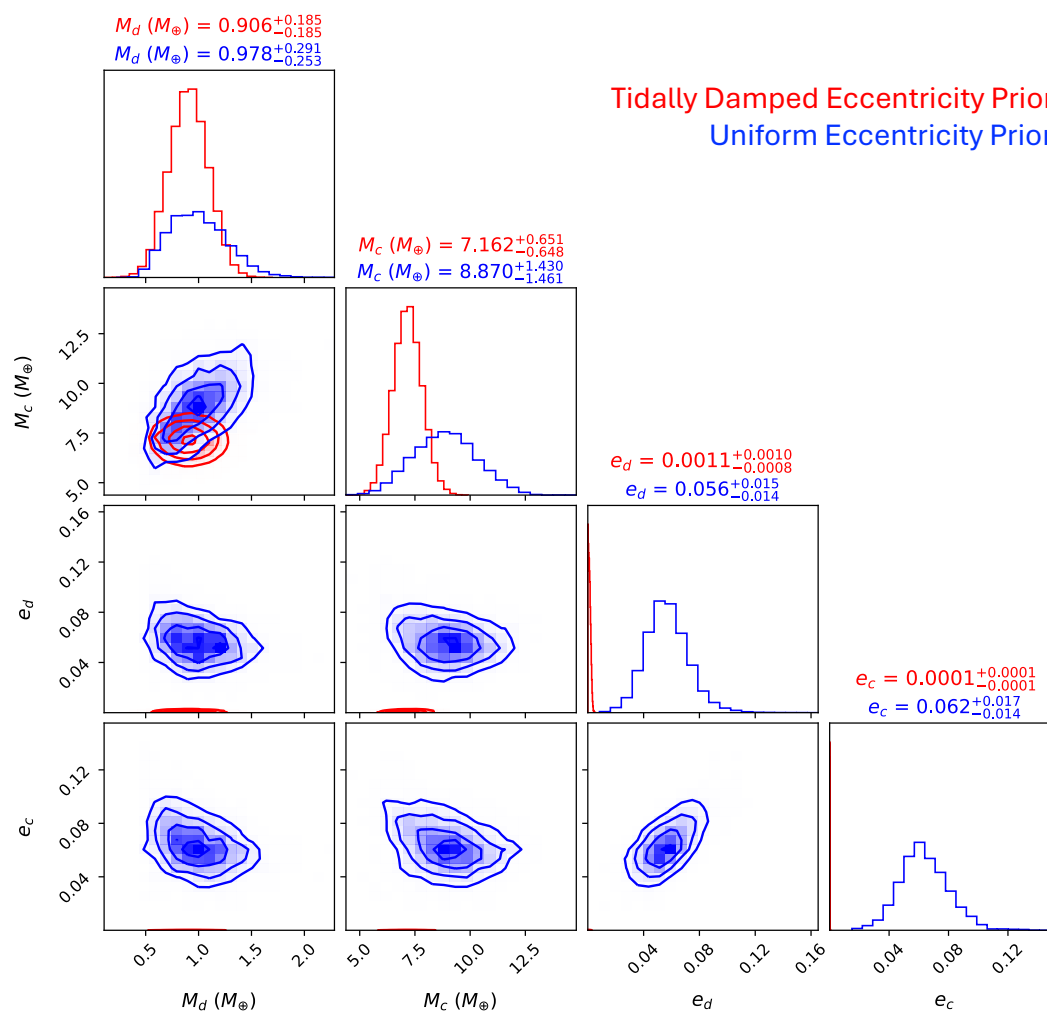 M_d (M_⊕) = 0.906^{+0.185}_{-0.185}
M_d (M_⊕) = 0.978^{+0.291}_{-0.253}
Tidally Damped Eccentricity Prior
Uniform Eccentricity Prior
M_c (M_⊕) = 7.162^{+0.651}_{-0.648}
M_c (M_⊕) = 8.870^{+1.430}_{-1.461}
12.5
10.0
7.5
5.0
M_c (M_⊕)
e_d = 0.0011^{+0.0010}_{-0.0008}
e_d = 0.056^{+0.015}_{-0.014}
0.16
0.12
0.08
0.04
e_d
e_c = 0.0001^{+0.0001}_{-0.0001}
e_c = 0.062^{+0.017}_{-0.014}
0.12
0.08
0.04
e_c
0.5 1.0 1.5 2.0
5.0 7.5 10.0 12.5
0.04 0.08 0.12 0.16
0.04 0.08 0.12
M_d (M_⊕)
M_c (M_⊕)
e_d
e_c